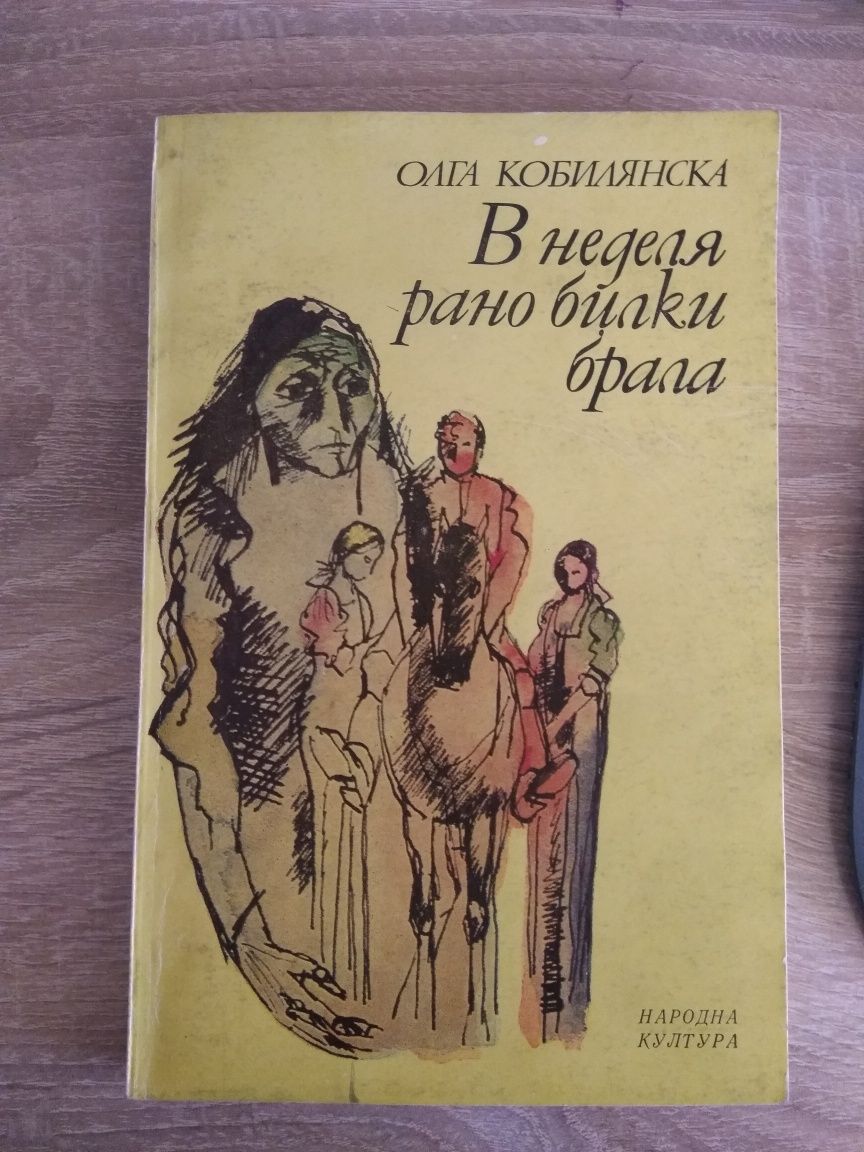 ОЛГА КОБИЛЯНСКА
В неделя
рано билки
брала
НАРОДНА
КУЛТУРА